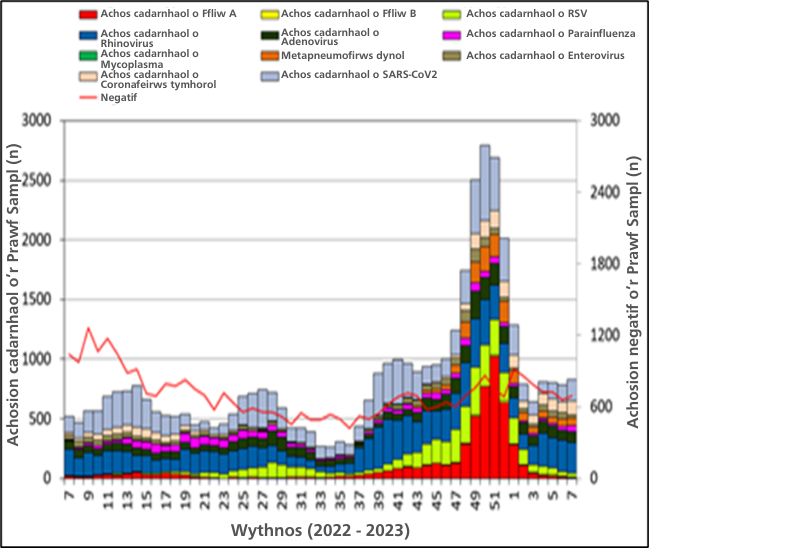 Achos cadarnhaol o Ffliw A
Achos cadarnhaol o Ffliw B
Achos cadarnhaol o RSV
Achos cadarnhaol o
Rhinovirus
Achos cadarnhaol o
Adenovirus
Achos cadarnhaol o Parainfluenza
Achos cadarnhaol o
Mycoplasma
Metapneumofirws dynol
Achos cadarnhaol o Enterovirus
Achos cadarnhaol o
Coronafeirws tymhorol
Achos cadarnhaol o SARS-CoV2
Negatif
Achosion cadarnhaol o'r Prawf Sampl (n)
3000
2500
2000
1500
1000
500
0
3000
2400
1800
1200
600
0
Achosion negatif o'r Prawf Sampl (n)
7 9 11 13 15 17 19 21 23 25 27 29 31 33 35 37 39 41 43 45 47 49 51 1 3 5 7
Wythnos (2022 - 2023)